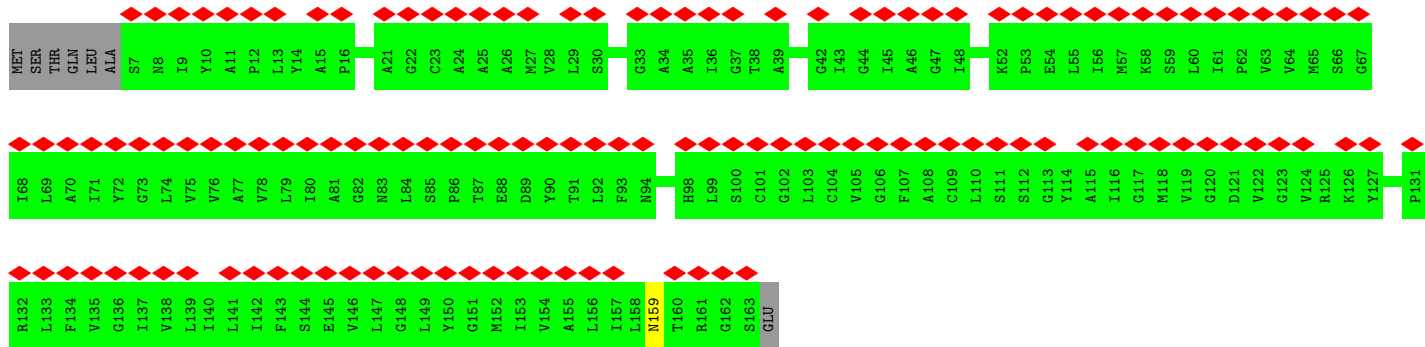 MET SER THR GLN LEU ALA S7 N8 I9 Y10 A11 P12 L13 Y14 A15 P16 A21 G22 C23 A24 A25 A26 M27 V28 L29 S30 G33 A34 A35 I36 G37 T38 A39 G42 I43 G44 I45 A46 G47 I48 K52 P53 E54 L55 I56 M57 K58 S59 L60 I61 P62 V63 V64 M65 S66 G67
I68 L69 A70 I71 Y72 G73 L74 V75 V76 A77 V78 L79 I80 A81 G82 N83 L84 S85 P86 T87 E88 D89 Y90 T91 L92 F93 N94 H98 L99 S100 C101 G102 L103 C104 V105 G106 F107 A108 C109 L110 S111 S112 G113 Y114 A115 I116 G117 M118 V119 G120 D121 V122 G123 V124 R125 K126 Y127 P131
R132 L133 F134 V135 G136 I137 V138 L139 I140 L141 I142 F143 S144 E145 V146 L147 G148 L149 Y150 G151 M152 I153 V154 A155 L156 I157 L158 N159 T160 R161 G162 S163 GLU